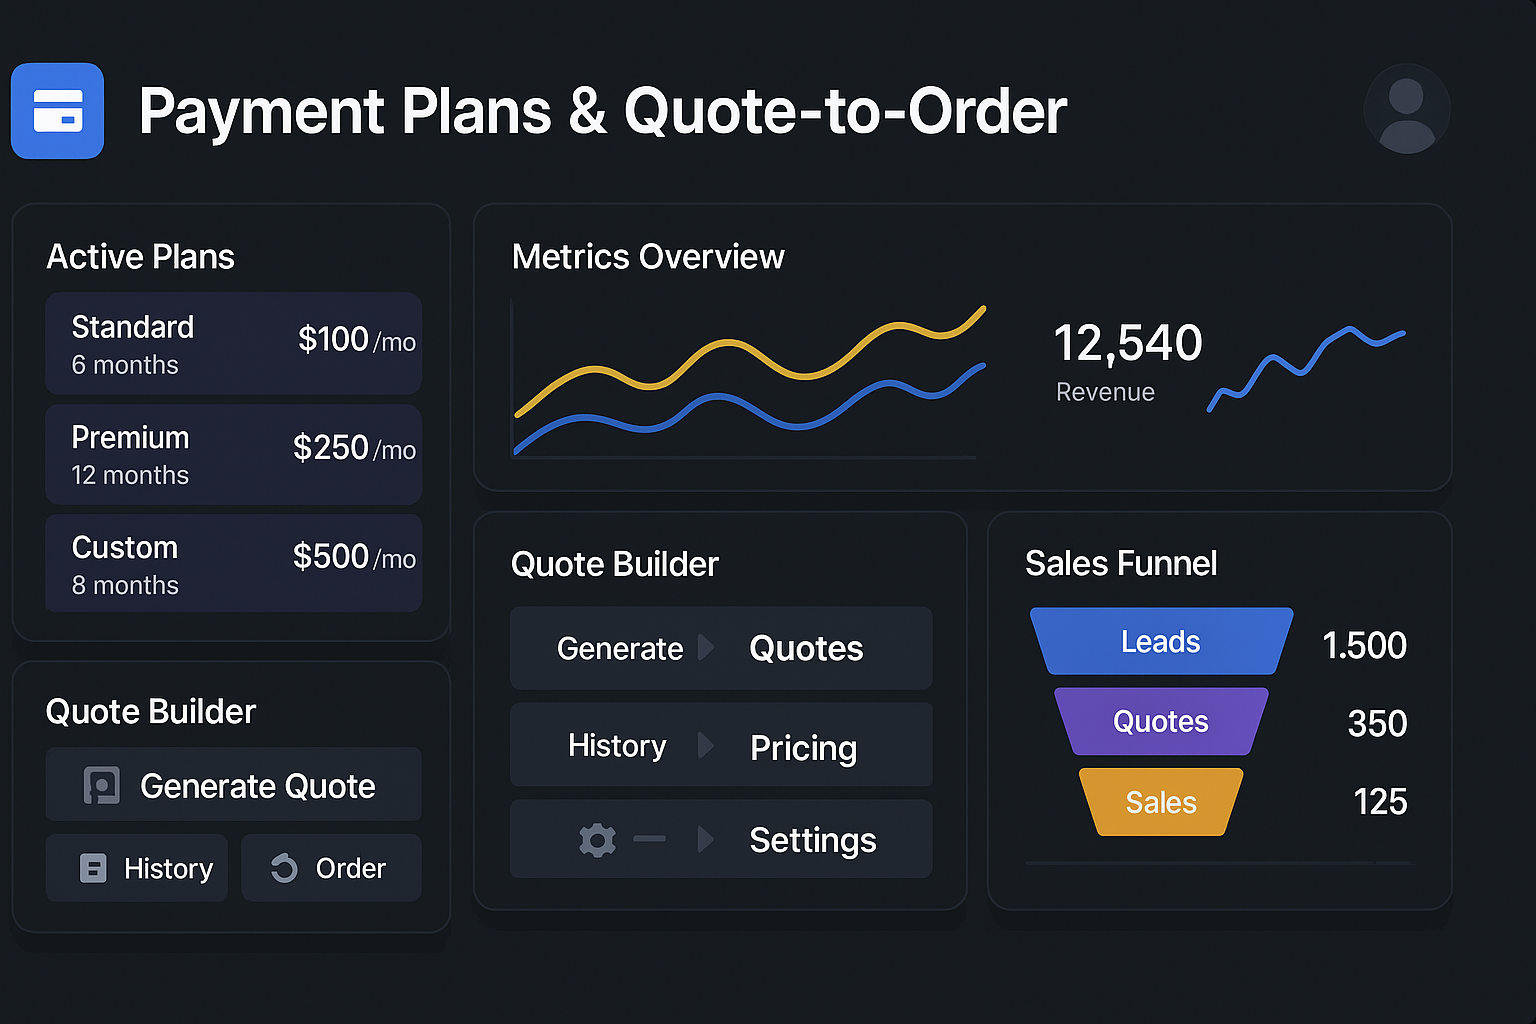 Payment Plans & Quote-to-Order
Active Plans
Standard
$100 /mo
6 months
Premium
$250 /mo
12 months
Custom
$500 /mo
8 months
Quote Builder
Generate Quote
History
Order
Metrics Overview
12,540
Revenue
Quote Builder
Generate Quotes
History Pricing
Settings
Sales Funnel
Leads 1.500
Quotes 350
Sales 125